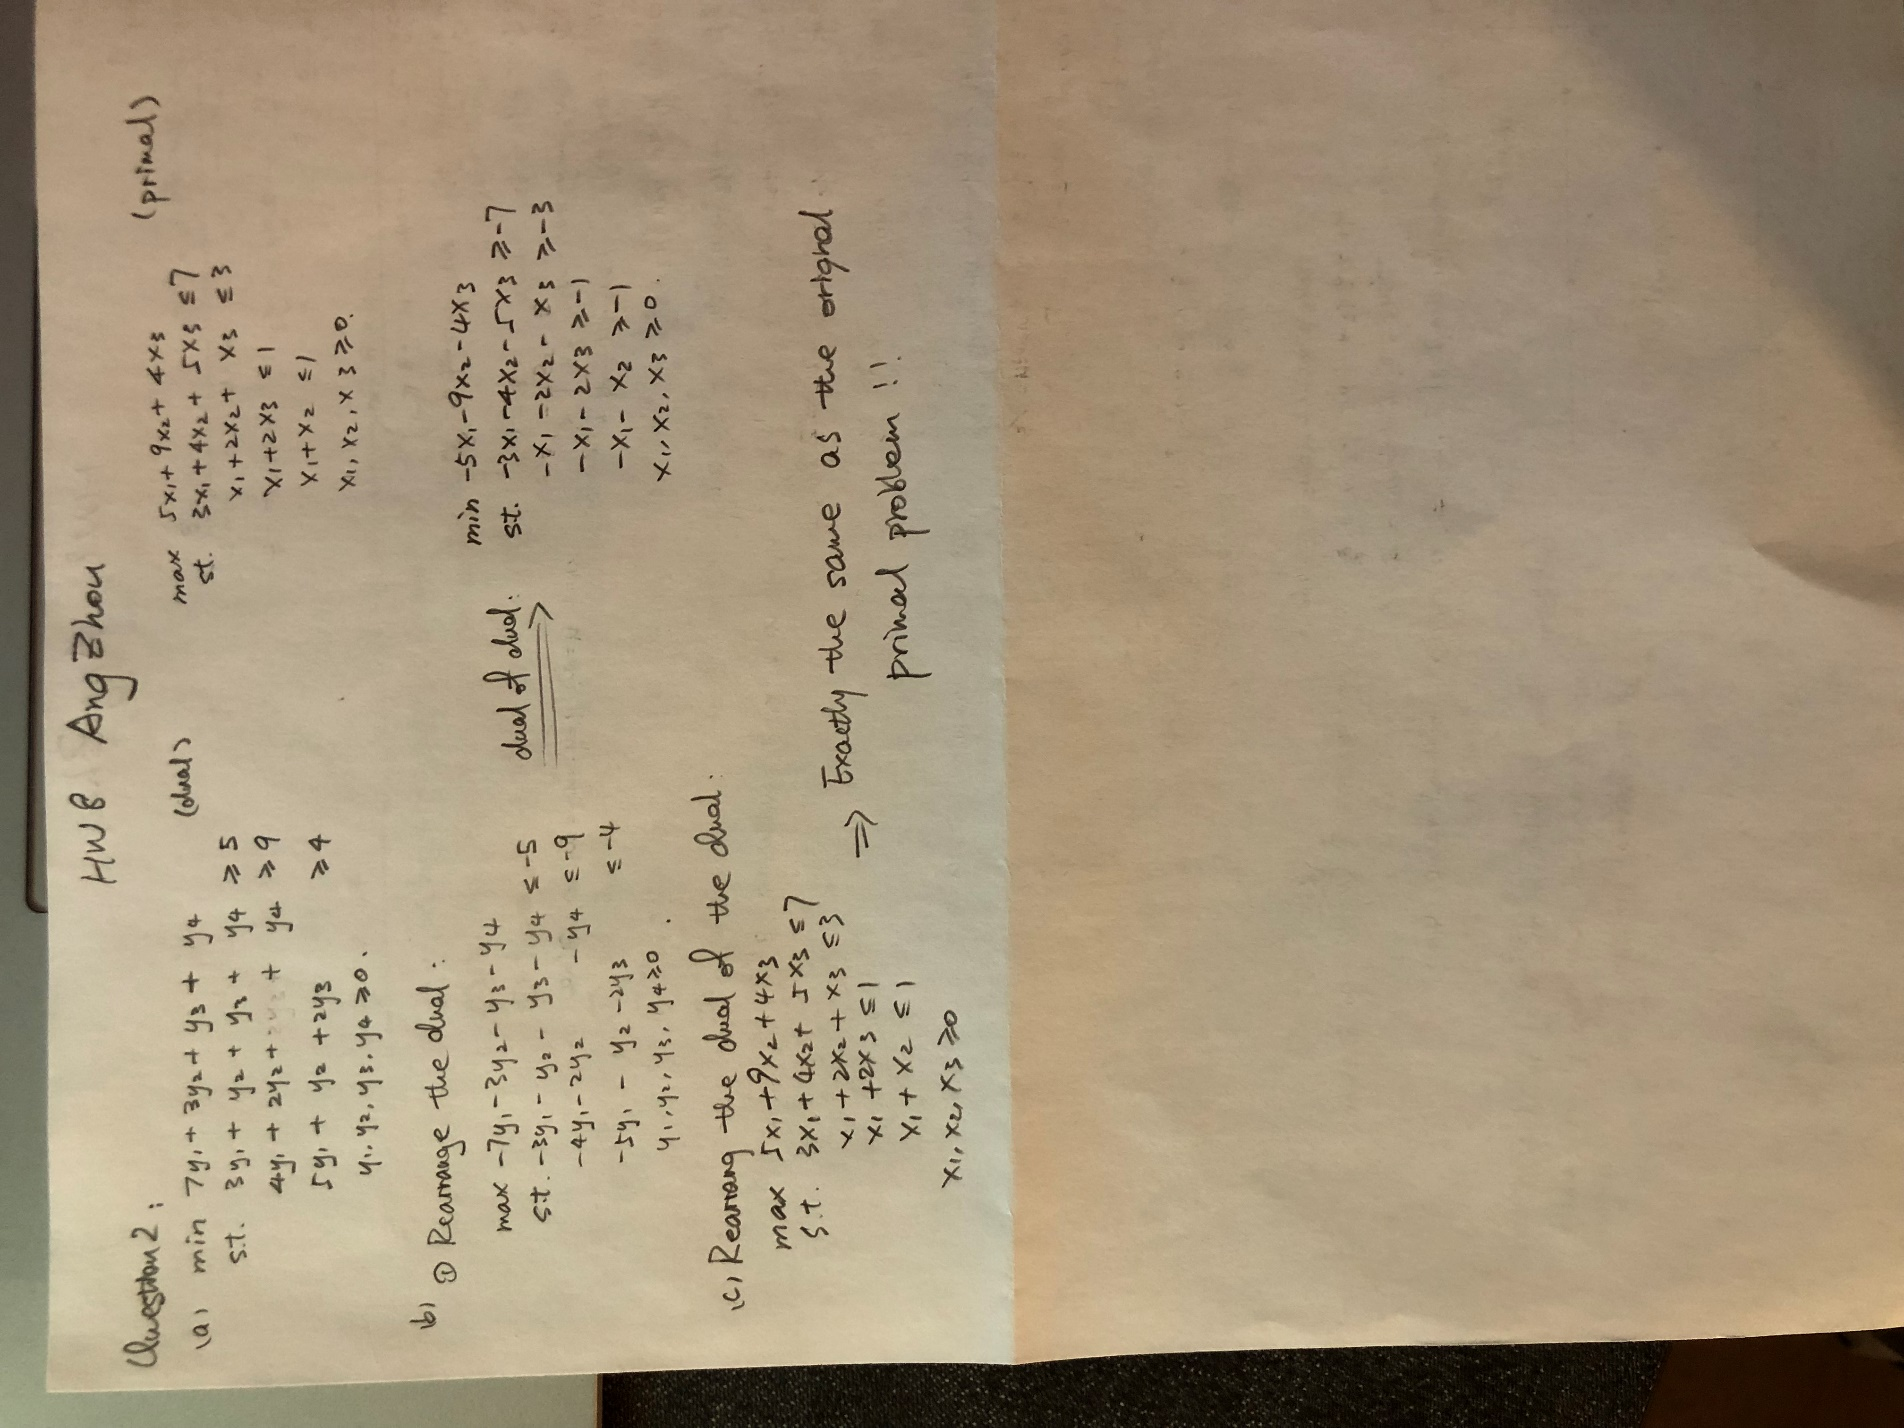 HW8 Ang Zhou
Question 2:
(a) min 7y₁ + 3y₂ + y₃ + y₄ (dual)
s.t. 3y₁ + y₂ + y₃ + y₄ ≥ 5
4y₁ + 2y₂ + y₄ ≥ 9
5y₁ + y₂ + 2y₃ ≥ 4
y₁, y₂, y₃, y₄ ≥ 0.
max 5x₁ + 9x₂ + 4x₃ (primal)
st. 3x₁ + 4x₂ + 5x₃ ≤ 7
x₁ + 2x₂ + x₃ ≤ 3
x₁ + 2x₃ ≤ 1
x₁ + x₂ ≤ 1
x₁, x₂, x₃ ≥ 0.
(b) ① Rearrange the dual:
max -7y₁ - 3y₂ - y₃ - y₄
s.t. -3y₁ - y₂ - y₃ - y₄ ≤ -5
-4y₁ - 2y₂ - y₄ ≤ -9
-5y₁ - y₂ - 2y₃ ≤ -4
y₁, y₂, y₃, y₄ ≥ 0.
dual of dual:
⟹
min -5x₁ - 9x₂ - 4x₃
st. -3x₁ - 4x₂ - 5x₃ ≥ -7
-x₁ - 2x₂ - x₃ ≥ -3
-x₁ - 2x₃ ≥ -1
-x₁ - x₂ ≥ -1
x₁, x₂, x₃ ≥ 0.
(c) Rearrang the dual of the dual:
max 5x₁ + 9x₂ + 4x₃
s.t. 3x₁ + 4x₂ + 5x₃ ≤ 7
x₁ + 2x₂ + x₃ ≤ 3
x₁ + 2x₃ ≤ 1
x₁ + x₂ ≤ 1
x₁, x₂, x₃ ≥ 0
⇒ Exactly the same as the orignal
primal problem!!